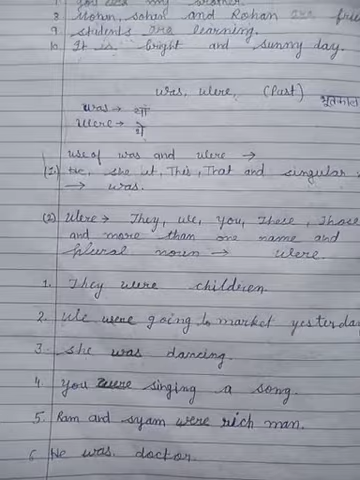 8 Mohan, Sohan and Rohan are frie
9 Students are learning.
10 It is bright and sunny day.
was, were, (Past) भूतकाल
was → था
Were → थे
use of was and were →
(1) He, she it, This, That and singular
→ was.
(2) Were → They, we, you, These, Those
and more than one name and
plural noun → were
1. They were children.
2. We were going to market yesterday
3. She was dancing.
4. You were singing a song.
5. Ram and syam were rich man.
6. He was doctor.